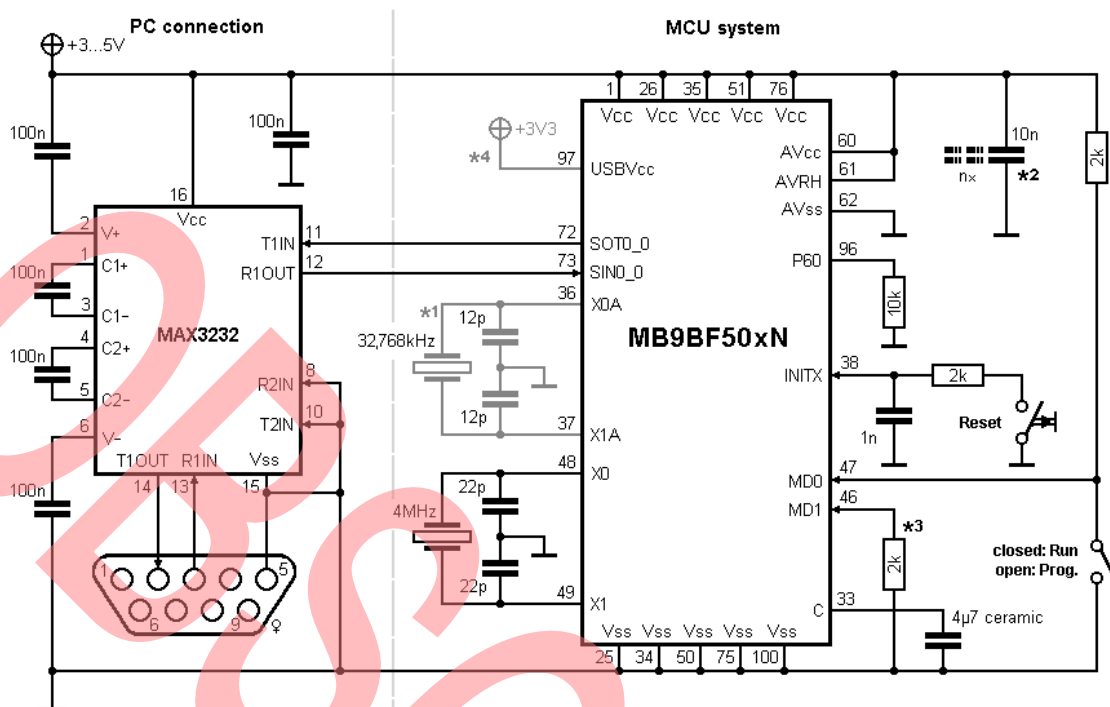 PC connection
MCU system
+3...5V
1 26 35 51 76
Vcc Vcc Vcc Vcc Vcc
100n
100n
+3V3
*4
97
USBVcc
AVcc
60
AVRH
61
AVss
62
10n
nx
*2
2k
16
Vcc
2
V+
1
C1+
100n
3
C1–
4
C2+
100n
5
C2–
6
V–
100n
MAX3232
T1IN
11
R1OUT
12
8
R2IN
10
T2IN
T1OUT R1IN Vss
14 13 15
72
SOT0_0
73
SIN0_0
36
X0A
*1
12p
32,768kHz
12p
37
X1A
48
X0
22p
4MHz
22p
49
X1
MB9BF50xN
P60
96
10k
INITX
38
2k
1n
Reset
MD0
47
MD1
46
*3
2k
closed: Run
open: Prog.
C
33
4µ7 ceramic
1 5
6 9 ♀
Vss Vss Vss Vss Vss
25 34 50 75 100
OBSO